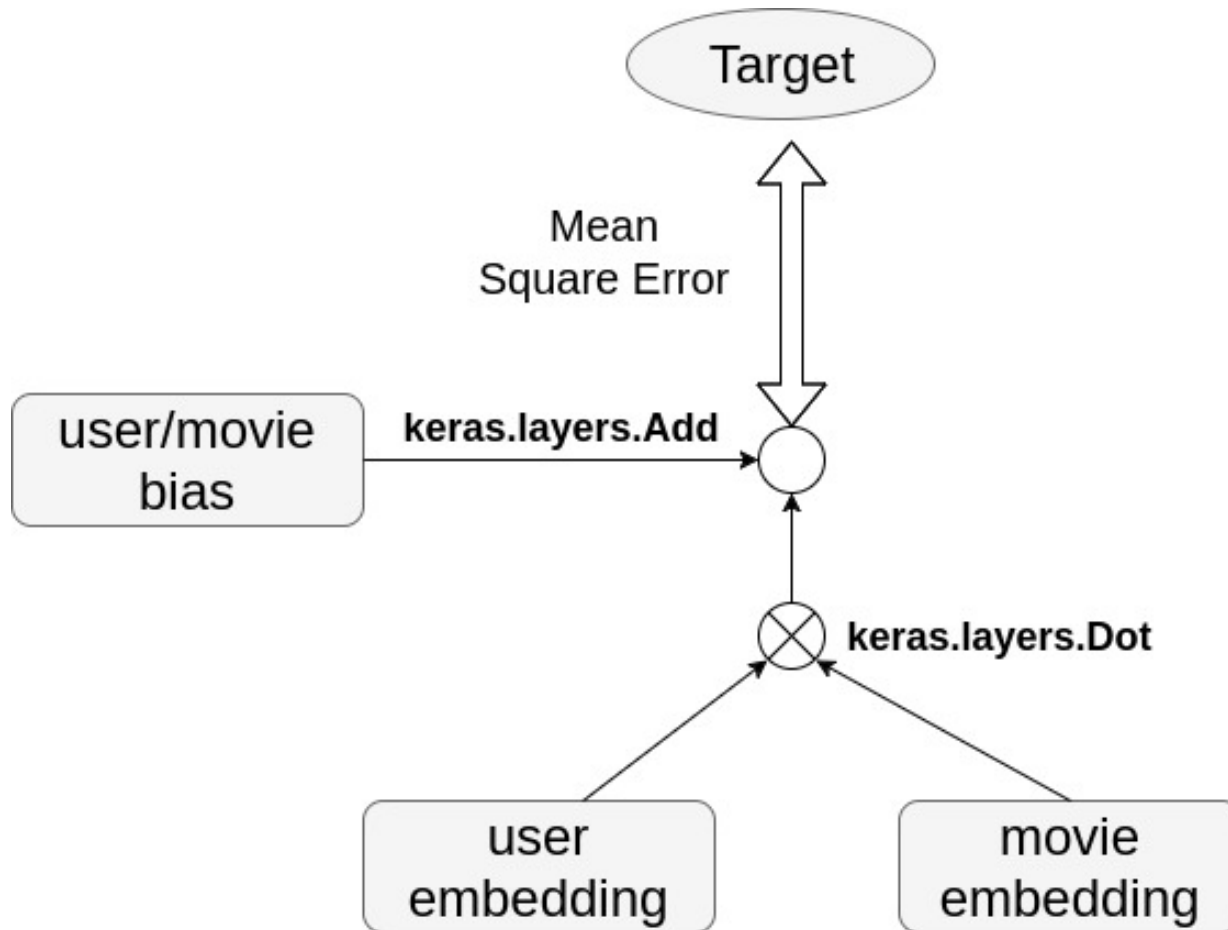 Target
Mean
Square Error
user/movie
bias
keras.layers.Add
keras.layers.Dot
user
embedding
movie
embedding